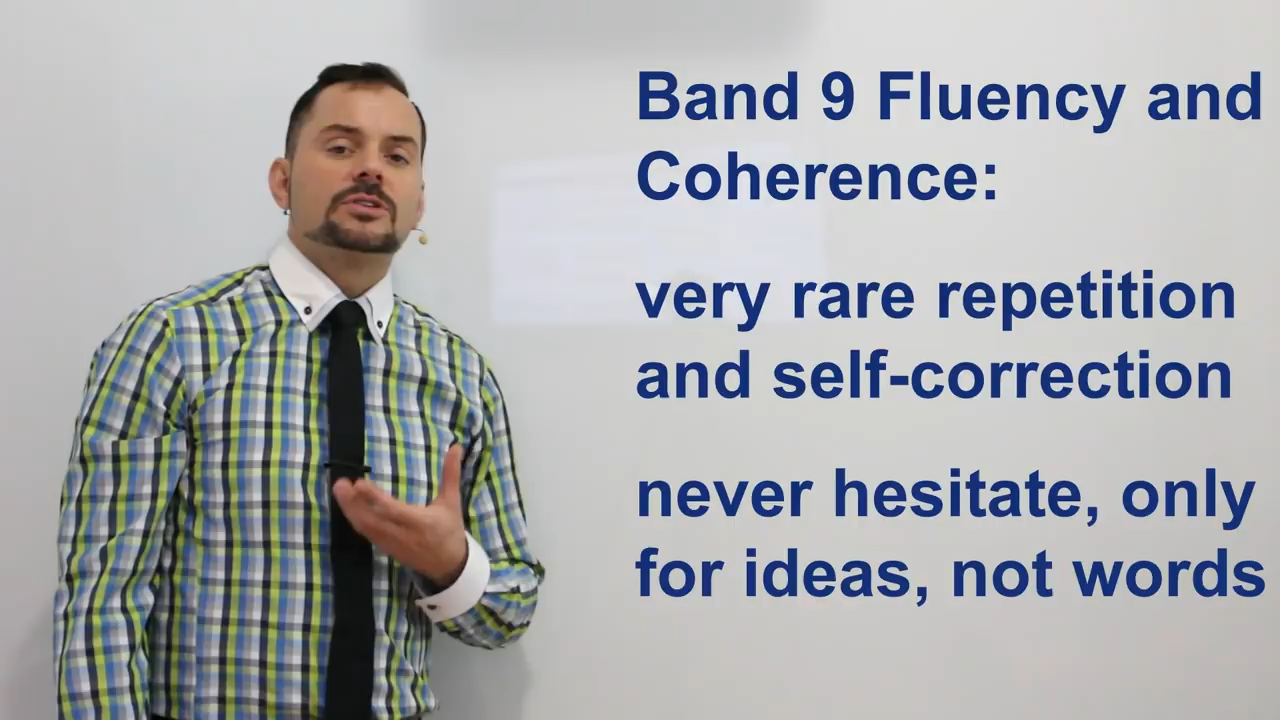 Band 9 Fluency and
Coherence:
very rare repetition
and self-correction
never hesitate, only
for ideas, not words